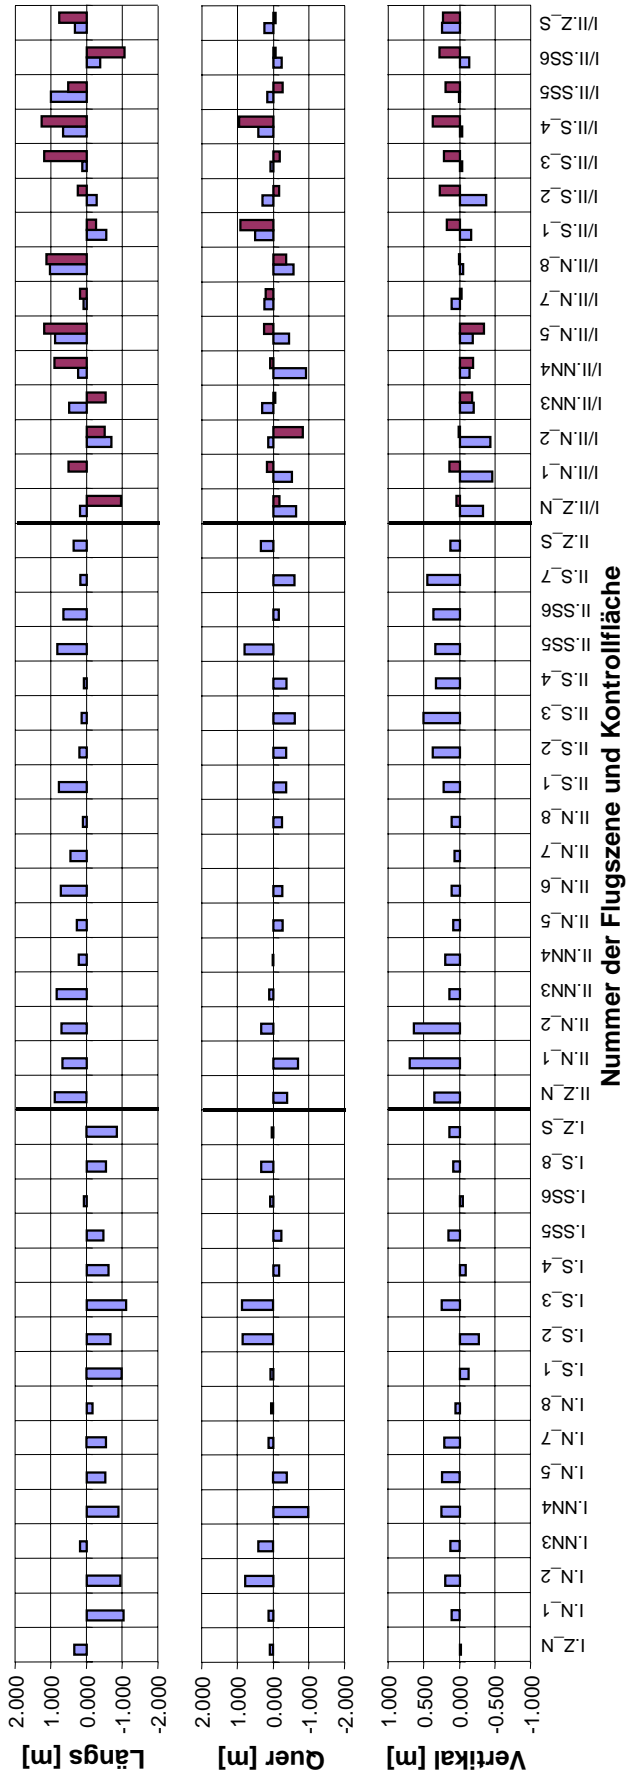 Längs [m]
2.000
1.000
0.000
-1.000
-2.000
Quer [m]
2.000
1.000
0.000
-1.000
-2.000
Vertikal [m]
1.000
0.500
0.000
-0.500
-1.000
I.Z_N
I.N_1
I.N_2
I.NN3
I.NN4
I.N_5
I.N_7
I.N_8
I.S_1
I.S_2
I.S_3
I.S_4
I.SS5
I.SS6
I.S_8
I.Z_S
II.Z_N
II.N_1
II.N_2
II.NN3
II.NN4
II.N_5
II.N_6
II.N_7
II.N_8
II.S_1
II.S_2
II.S_3
II.S_4
II.SS5
II.SS6
II.S_7
II.Z_S
I/II.Z_N
I/II.N_1
I/II.N_2
I/II.NN3
I/II.NN4
I/II.N_5
I/II.N_7
I/II.N_8
I/II.S_1
I/II.S_2
I/II.S_3
I/II.S_4
I/II.SS5
I/II.SS6
I/II.Z_S
Nummer der Flugszene und Kontrollfläche